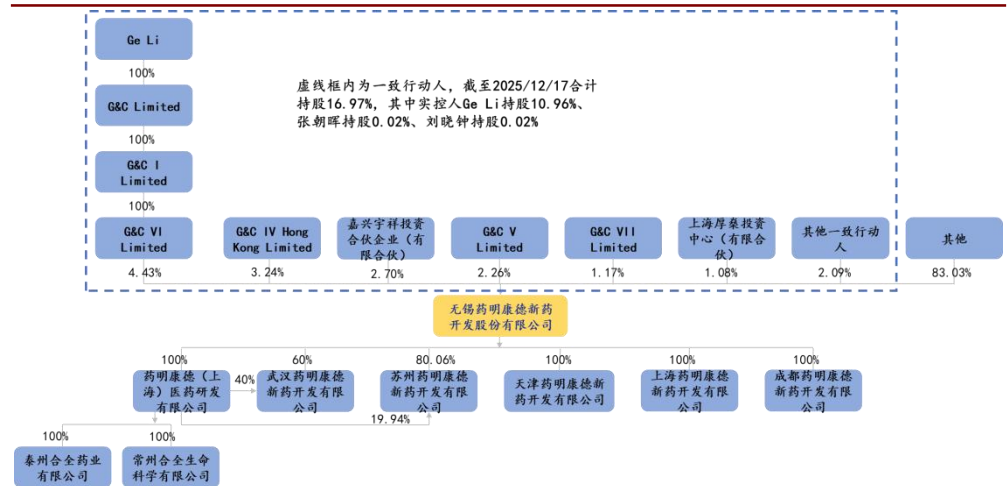 Ge Li
100%
虚线框内为一致行动人，截至2025/12/17合计
持股16.97%，其中实控人Ge Li持股10.96%、
张朝晖持股0.02%、刘晓钟持股0.02%
G&C Limited
100%
G&C I
Limited
100%
G&C VI
Limited
G&C IV Hong
Kong Limited
嘉兴宇祥投资
合伙企业（有
限合伙）
G&C V
Limited
G&C VII
Limited
上海厚燊投资
中心（有限合
伙）
其他一致行动
人
其他
4.43%
3.24%
2.70%
2.26%
1.17%
1.08%
2.09%
83.03%
无锡药明康德新药
开发股份有限公司
100%
60%
80.06%
100%
100%
100%
药明康德（上
海）医药研发
有限公司
40%
武汉药明康德
新药开发有限
公司
苏州药明康德
新药开发有限
公司
天津药明康德新
药开发有限公司
上海药明康德
新药开发有限
公司
成都药明康德
新药开发有限
公司
19.94%
100%
100%
泰州合全药业
有限公司
常州合全生命
科学有限公司